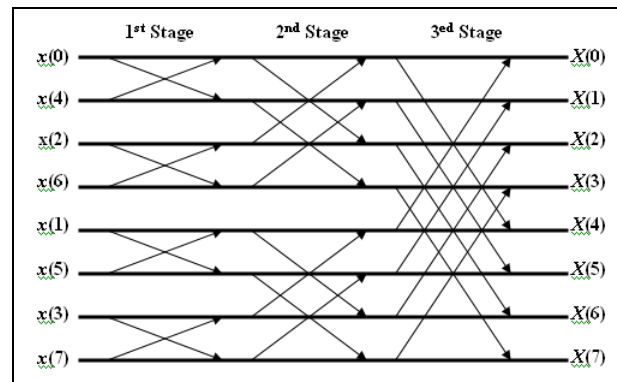 1st Stage 2nd Stage 3ed Stage
x(0) X(0)
x(4) X(1)
x(2) X(2)
x(6) X(3)
x(1) X(4)
x(5) X(5)
x(3) X(6)
x(7) X(7)